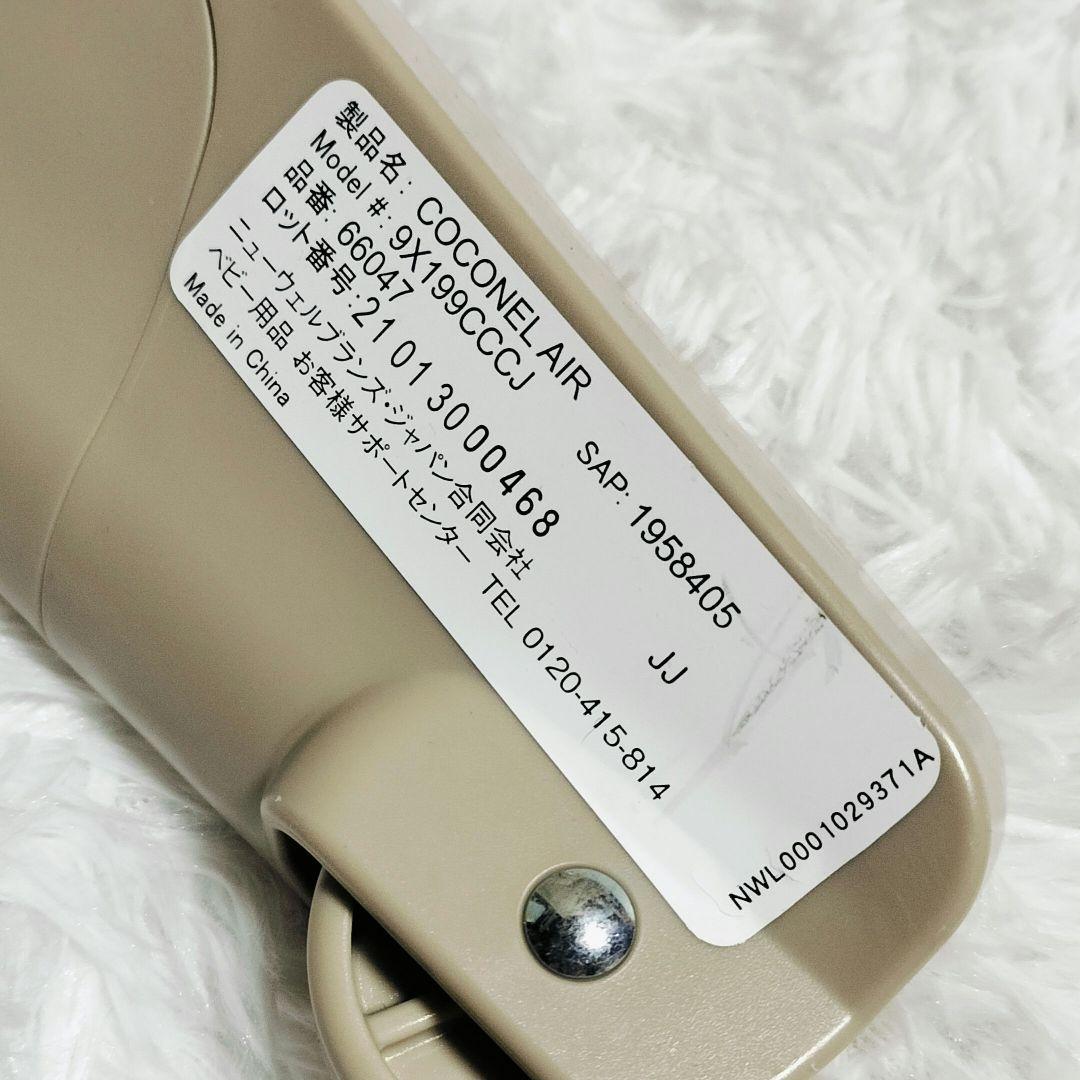 製品名: COCONEL AIR
Model #: 9X199CCCJ SAP: 1958405
品番: 66047
ロット番号:2101 3000468 JJ
ニューウェルブランズ・ジャパン合同会社
ベビー用品 お客様サポートセンター TEL 0120-415-814
Made in China
NWL0001029371A